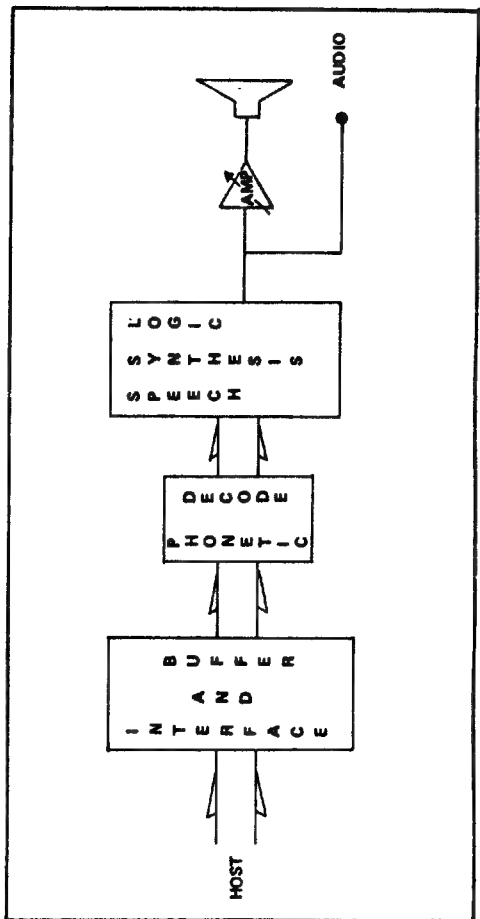 HOST
INTERFACE
AND
BUFFER
PHONETIC
DECODE
SPEECH
SYNTHESIS
LOGIC
AMP
AUDIO